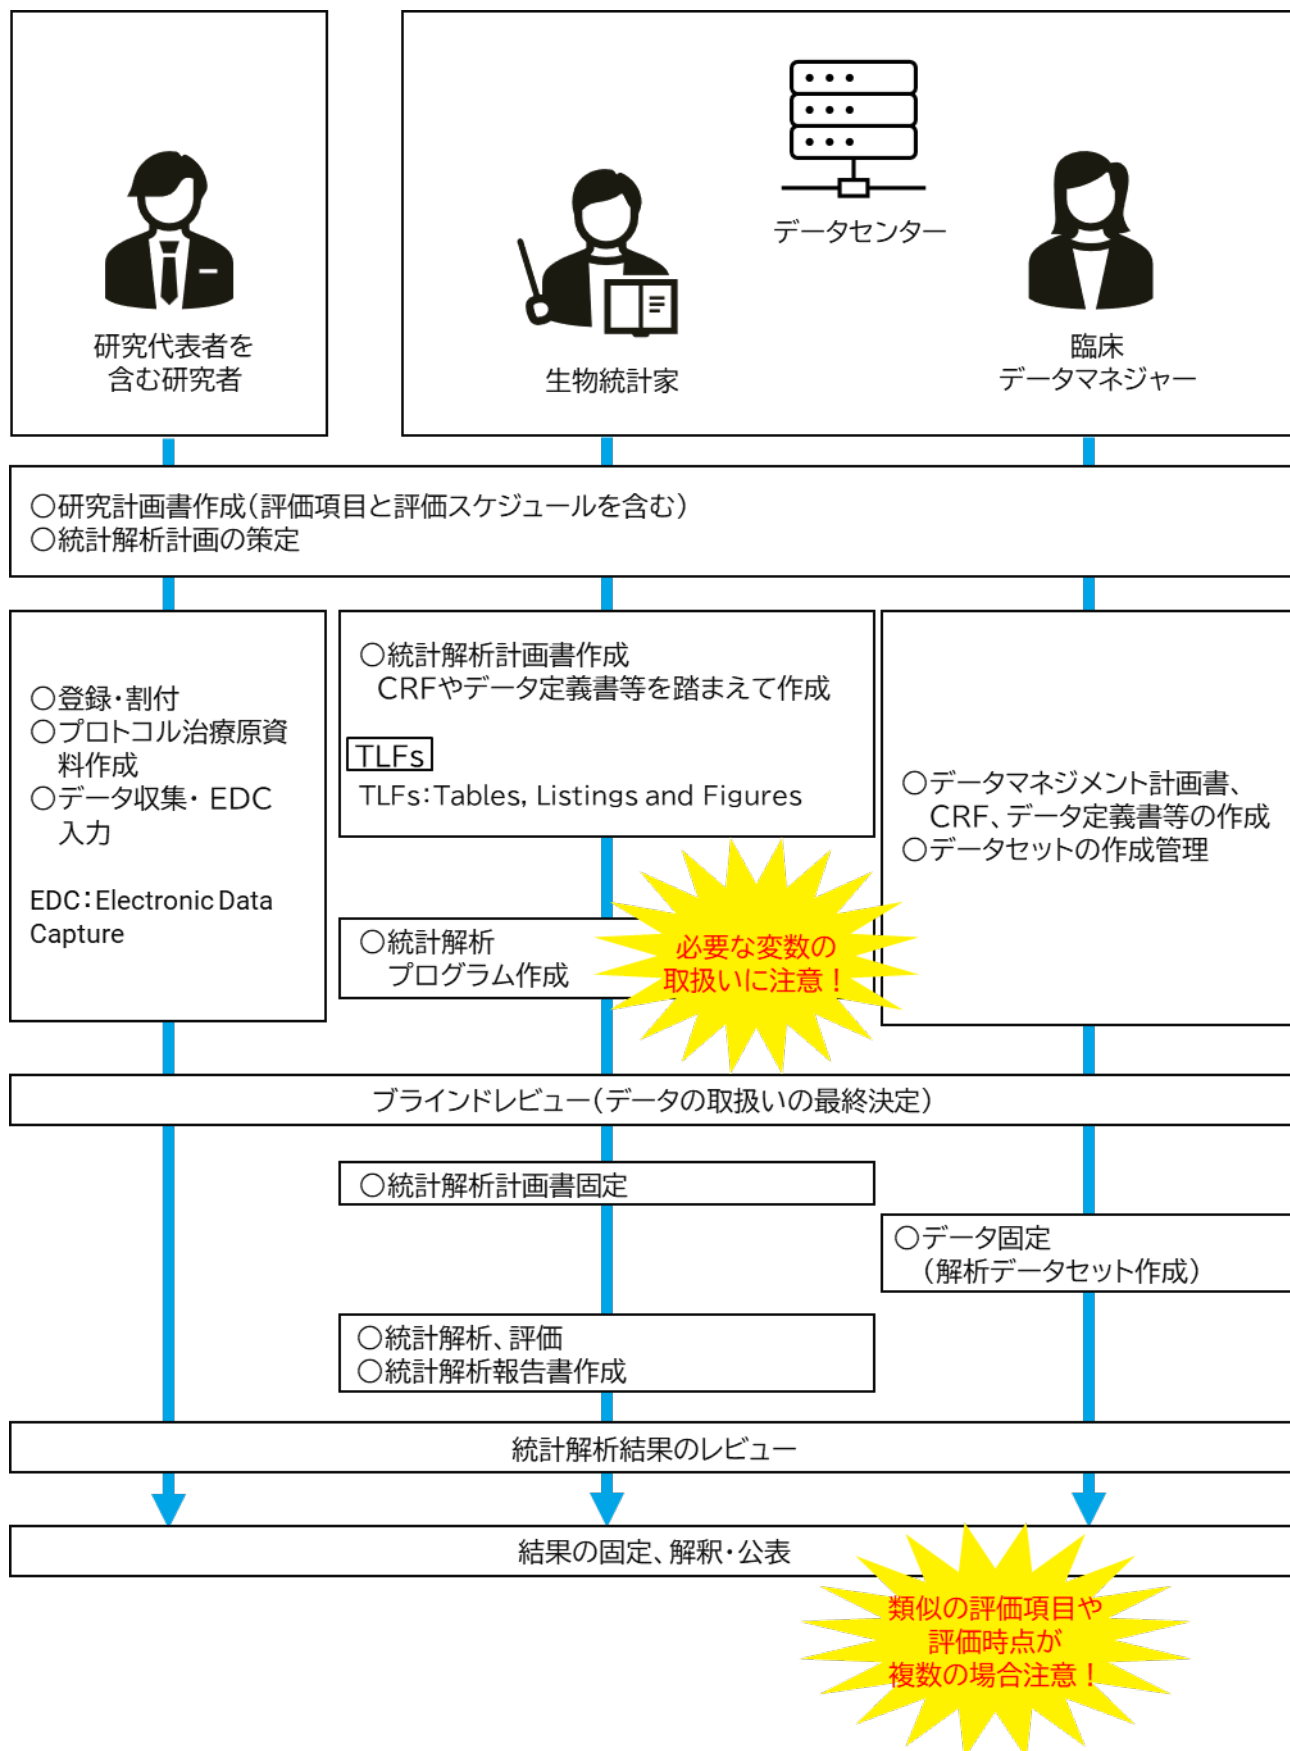 データセンター
研究代表者を
含む研究者
生物統計家
臨床
データマネジャー
○研究計画書作成（評価項目と評価スケジュールを含む）
○統計解析計画の策定
○登録・割付
○プロトコル治療原資
料作成
○データ収集・ EDC
入力
EDC：Electronic Data
Capture
○統計解析計画書作成
CRFやデータ定義書等を踏まえて作成
TLFs
TLFs：Tables, Listings and Figures
○統計解析
プログラム作成
必要な変数の
取扱いに注意！
○データマネジメント計画書、
CRF、データ定義書等の作成
○データセットの作成管理
ブラインドレビュー（データの取扱いの最終決定）
○統計解析計画書固定
○データ固定
（解析データセット作成）
○統計解析、評価
○統計解析報告書作成
統計解析結果のレビュー
結果の固定、解釈・公表
類似の評価項目や
評価時点が
複数の場合注意！